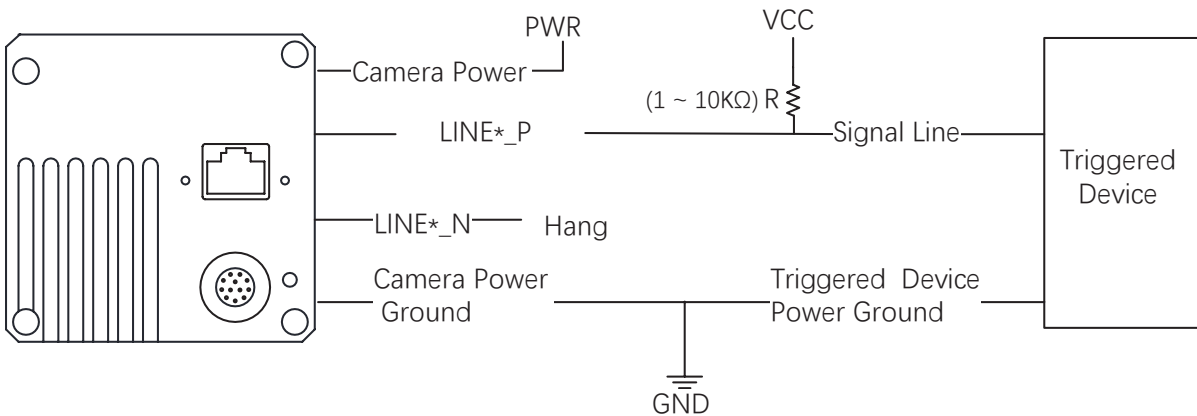 PWR
VCC
Camera Power
(1 ~ 10KΩ) R
LINE*_P
Signal Line
Triggered
Device
LINE*_N
Hang
Camera Power
Ground
Triggered Device
Power Ground
GND